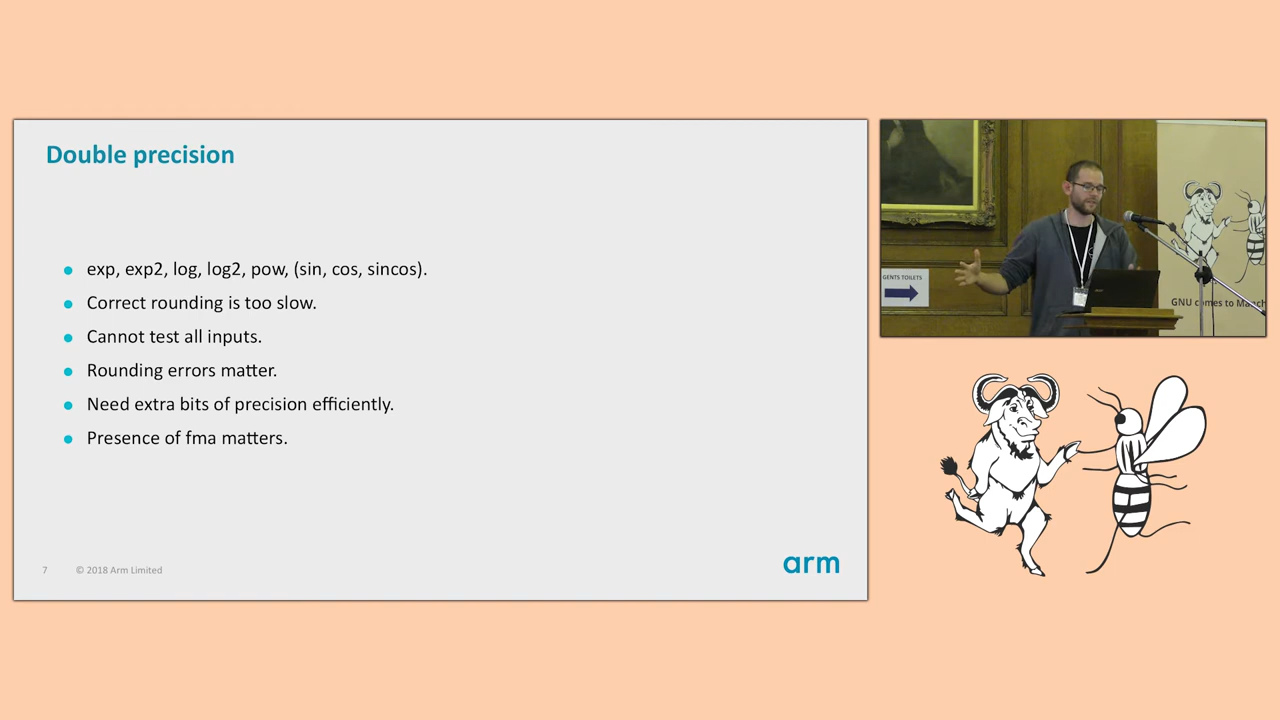 Double precision
exp, exp2, log, log2, pow, (sin, cos, sincos).
Correct rounding is too slow.
Cannot test all inputs.
Rounding errors matter.
Need extra bits of precision efficiently.
Presence of fma matters.
7 © 2018 Arm Limited
arm
GENTS TOILETS
GNU comes to Manch